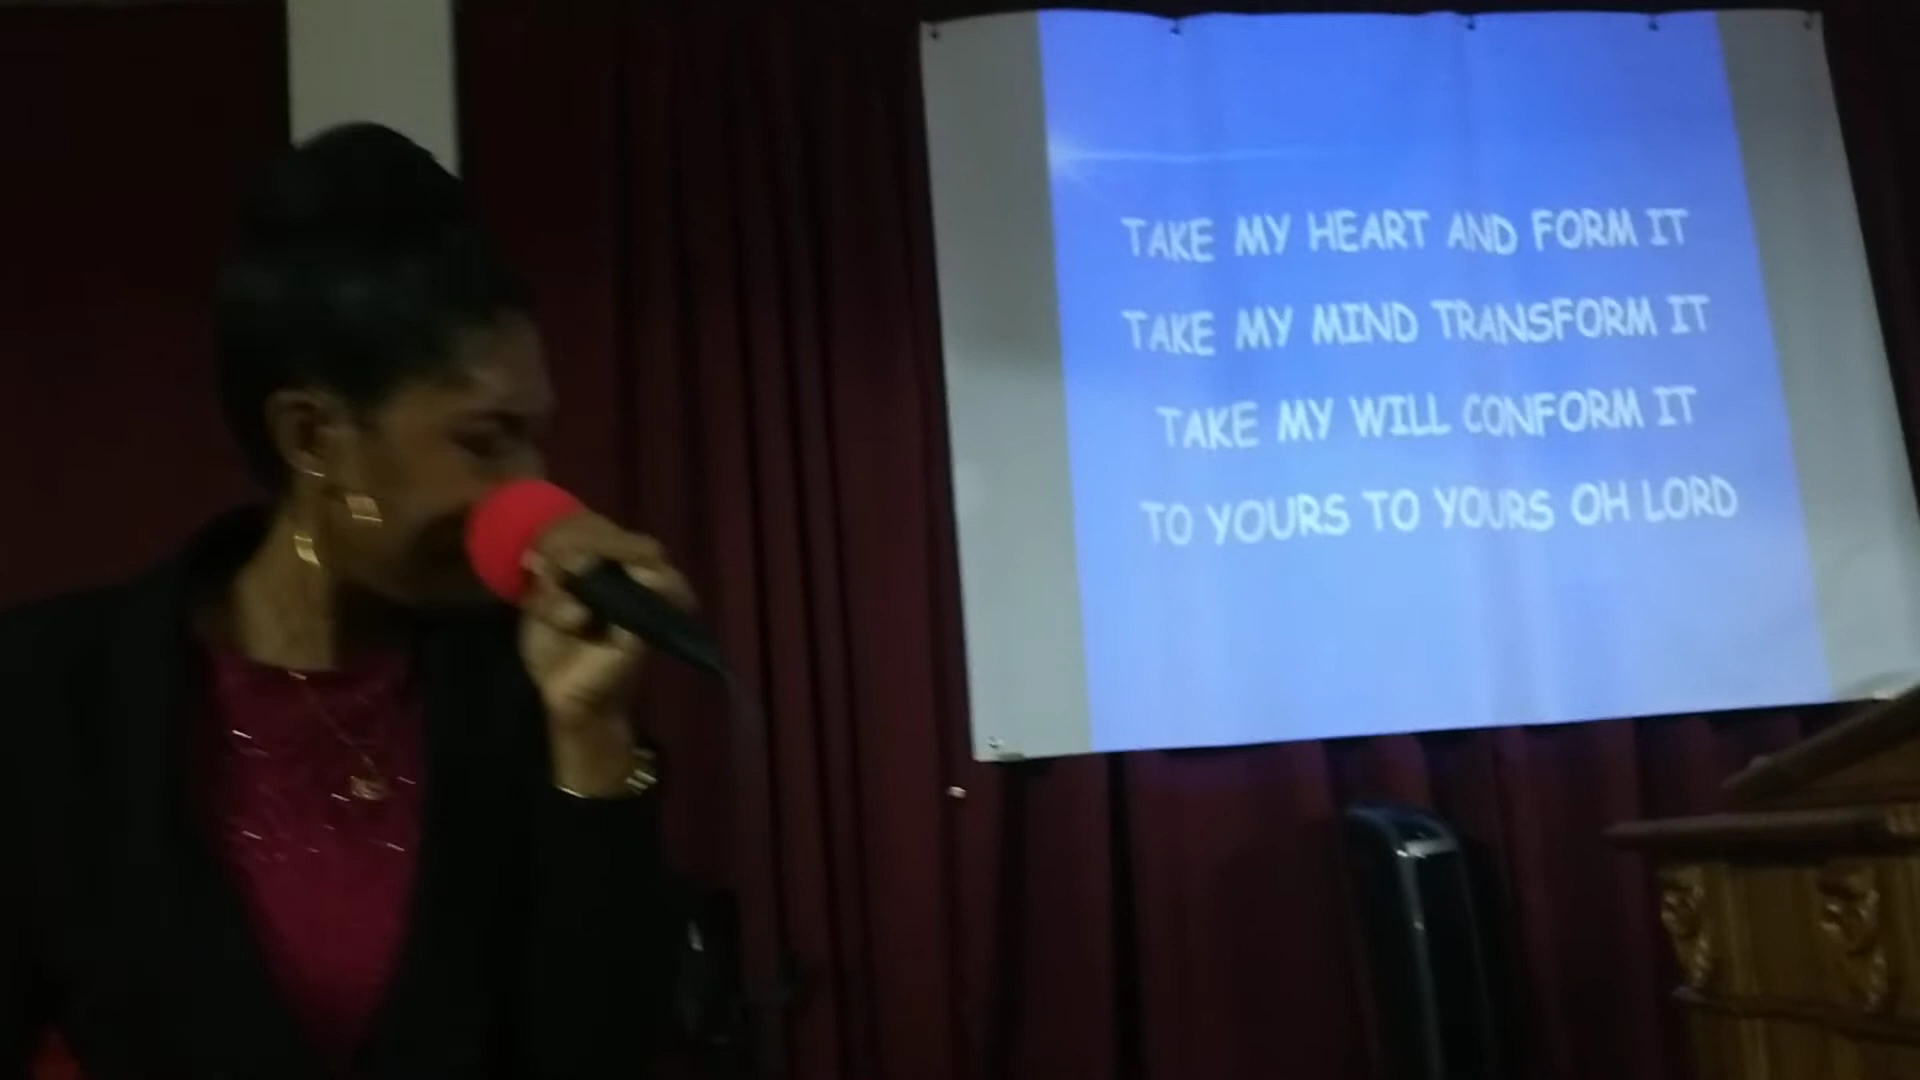 TAKE MY HEART AND FORM IT
TAKE MY MIND TRANSFORM IT
TAKE MY WILL CONFORM IT
TO YOURS TO YOURS OH LORD